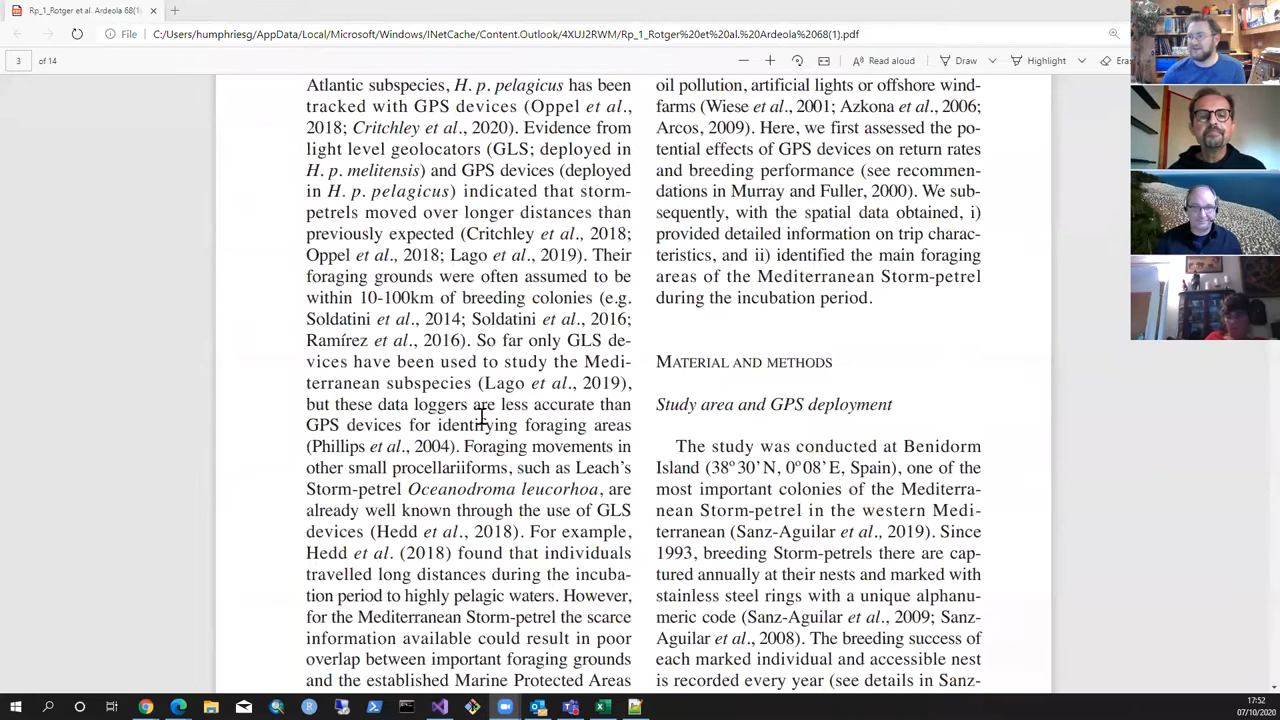 Rp_1_Rotger et al. Ardeola 68(1)
File
C:/Users/humphriesg/AppData/Local/Microsoft/Windows/INetCache/Content.Outlook/4XUJ2RWM/Rp_1_Rotger%20et%20al.%20Ardeola%2068(1).pdf
3 of 14
Read aloud
Draw
Highlight
Atlantic subspecies, H. p. pelagicus has been
tracked with GPS devices (Oppel et al.,
2018; Critchley et al., 2020). Evidence from
light level geolocators (GLS; deployed in
H. p. melitensis) and GPS devices (deployed
in H. p. pelagicus) indicated that storm-
petrels moved over longer distances than
previously expected (Critchley et al., 2018;
Oppel et al., 2018; Lago et al., 2019). Their
foraging grounds were often assumed to be
within 10-100km of breeding colonies (e.g.
Soldatini et al., 2014; Soldatini et al., 2016;
Ramírez et al., 2016). So far only GLS de-
vices have been used to study the Medi-
terranean subspecies (Lago et al., 2019),
but these data loggers are less accurate than
GPS devices for identifying foraging areas
(Phillips et al., 2004). Foraging movements in
other small procellariiforms, such as Leach's
Storm-petrel Oceanodroma leucorhoa, are
already well known through the use of GLS
devices (Hedd et al., 2018). For example,
Hedd et al. (2018) found that individuals
travelled long distances during the incuba-
tion period to highly pelagic waters. However,
for the Mediterranean Storm-petrel the scarce
information available could result in poor
overlap between important foraging grounds
and the established Marine Protected Areas
oil pollution, artificial lights or offshore wind-
farms (Wiese et al., 2001; Azkona et al., 2006;
Arcos, 2009). Here, we first assessed the po-
tential effects of GPS devices on return rates
and breeding performance (see recommen-
dations in Murray and Fuller, 2000). We sub-
sequently, with the spatial data obtained, i)
provided detailed information on trip charac-
teristics, and ii) identified the main foraging
areas of the Mediterranean Storm-petrel
during the incubation period.
MATERIAL AND METHODS
Study area and GPS deployment
The study was conducted at Benidorm
Island (38º30'N, 0º08'E, Spain), one of the
most important colonies of the Mediterra-
nean Storm-petrel in the western Medi-
terranean (Sanz-Aguilar et al., 2019). Since
1993, breeding Storm-petrels there are cap-
tured annually at their nests and marked with
stainless steel rings with a unique alphanu-
meric code (Sanz-Aguilar et al., 2009; Sanz-
Aguilar et al., 2008). The breeding success of
each marked individual and accessible nest
is recorded every year (see details in Sanz-
17:52
07/10/2020